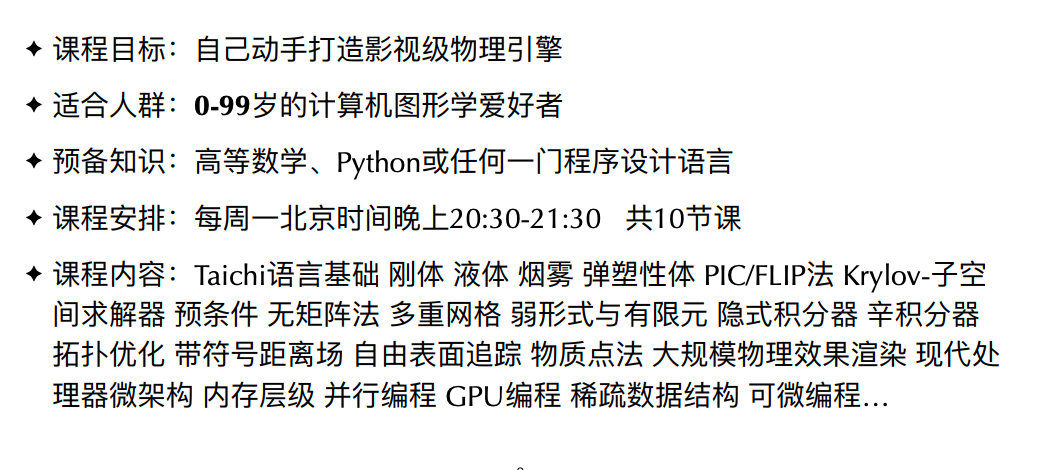 ✦ 课程目标：自己动手打造影视级物理引擎
✦ 适合人群：0-99岁的计算机图形学爱好者
✦ 预备知识：高等数学、Python或任何一门程序设计语言
✦ 课程安排：每周一北京时间晚上20:30-21:30 共10节课
✦ 课程内容：Taichi语言基础 刚体 液体 烟雾 弹塑性体 PIC/FLIP法 Krylov-子空
间求解器 预条件 无矩阵法 多重网格 弱形式与有限元 隐式积分器 辛积分器
拓扑优化 带符号距离场 自由表面追踪 物质点法 大规模物理效果渲染 现代处
理器微架构 内存层级 并行编程 GPU编程 稀疏数据结构 可微编程…